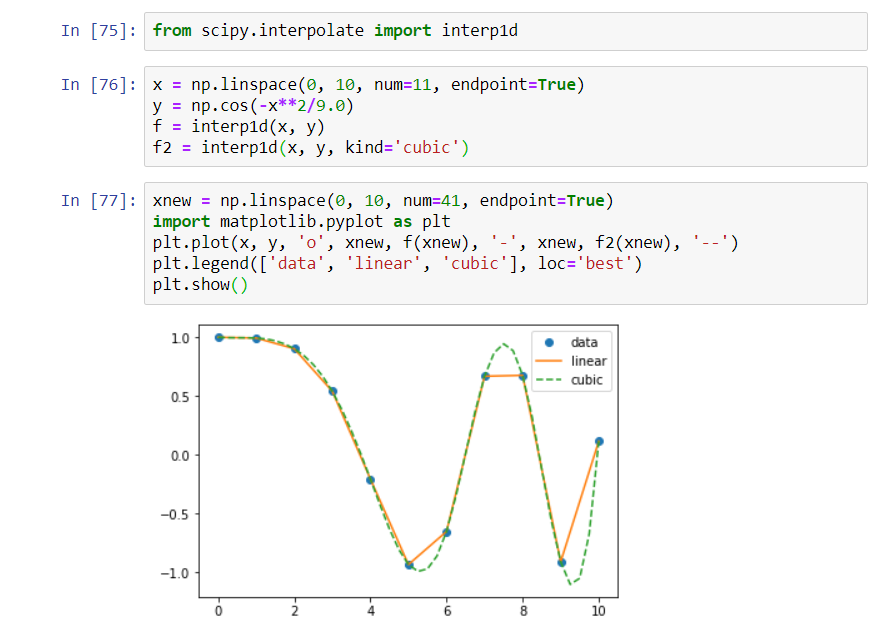 In [75]: from scipy.interpolate import interp1d
In [76]: x = np.linspace(0, 10, num=11, endpoint=True)
y = np.cos(-x**2/9.0)
f = interp1d(x, y)
f2 = interp1d(x, y, kind='cubic')
In [77]: xnew = np.linspace(0, 10, num=41, endpoint=True)
import matplotlib.pyplot as plt
plt.plot(x, y, 'o', xnew, f(xnew), '-', xnew, f2(xnew), '--')
plt.legend(['data', 'linear', 'cubic'], loc='best')
plt.show()
1.0
0.5
0.0
−0.5
−1.0
data
linear
cubic
0 2 4 6 8 10